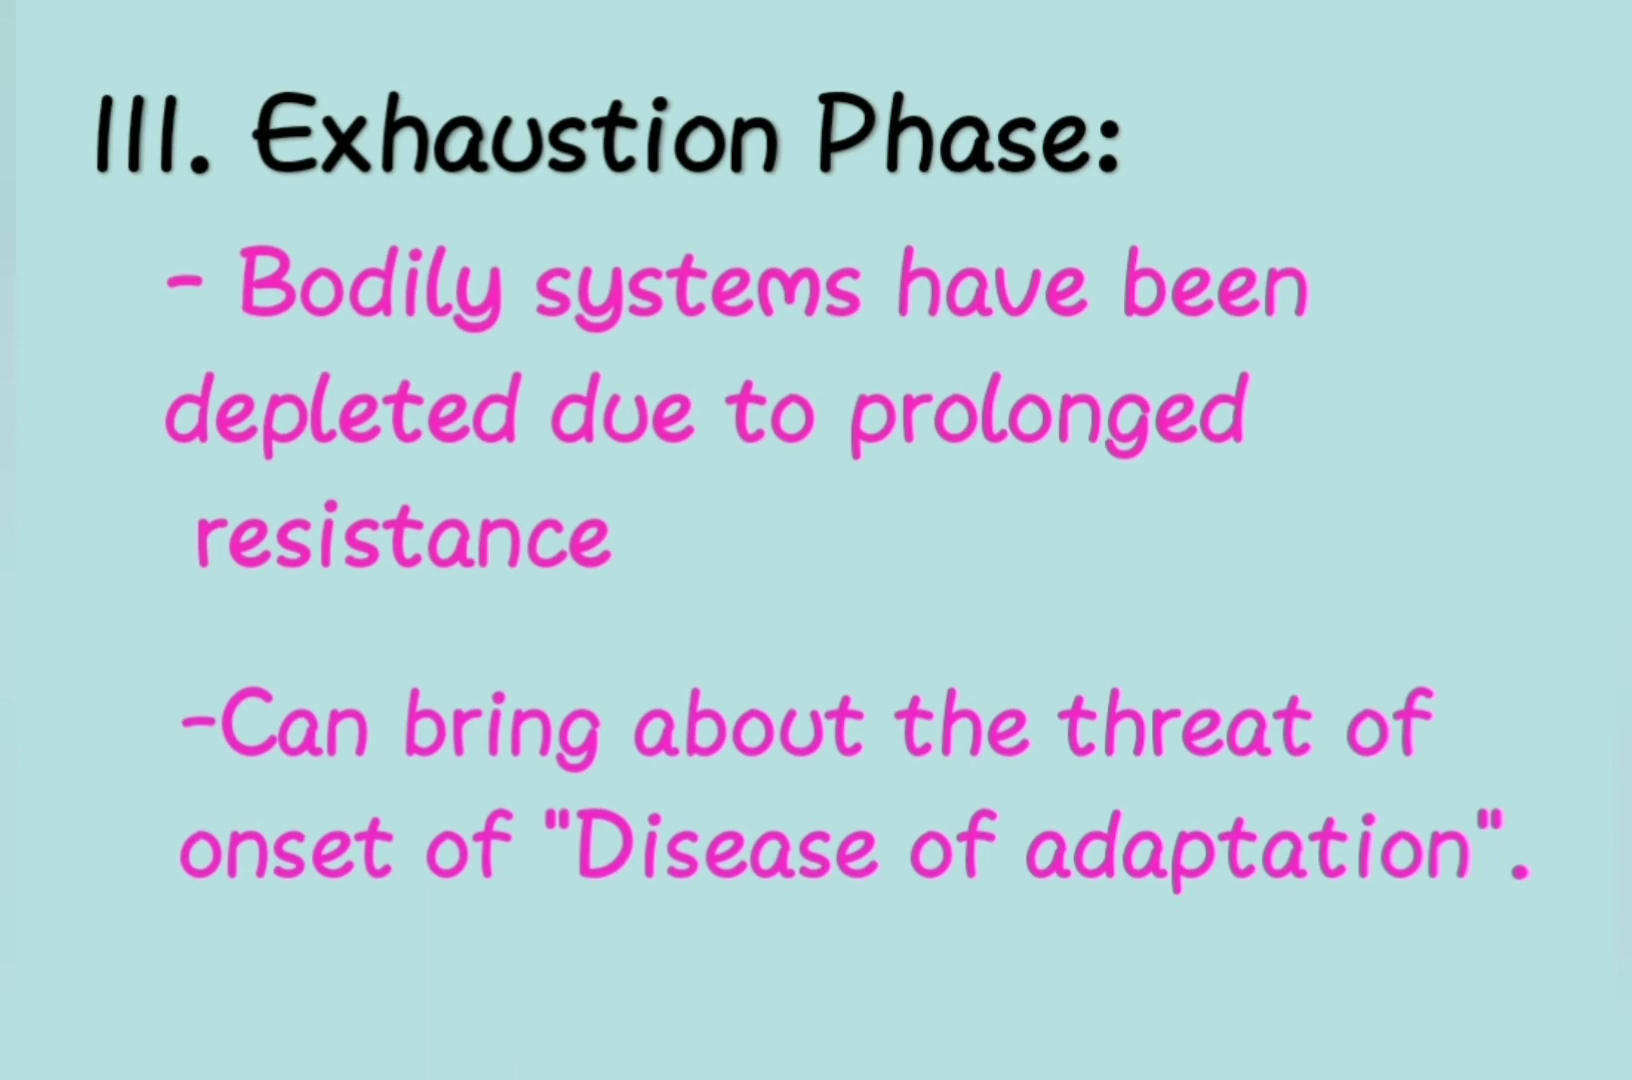 III. Exhaustion Phase:
- Bodily systems have been
depleted due to prolonged
resistance
-Can bring about the threat of
onset of "Disease of adaptation".